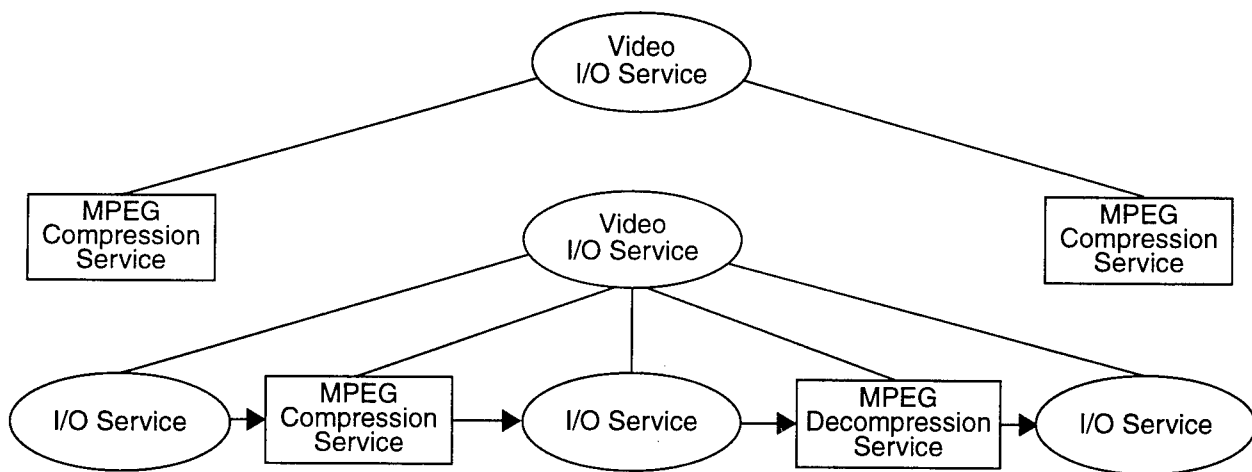 Video
I/O Service
MPEG
Compression
Service
MPEG
Compression
Service
Video
I/O Service
I/O Service
MPEG
Compression
Service
I/O Service
MPEG
Decompression
Service
I/O Service